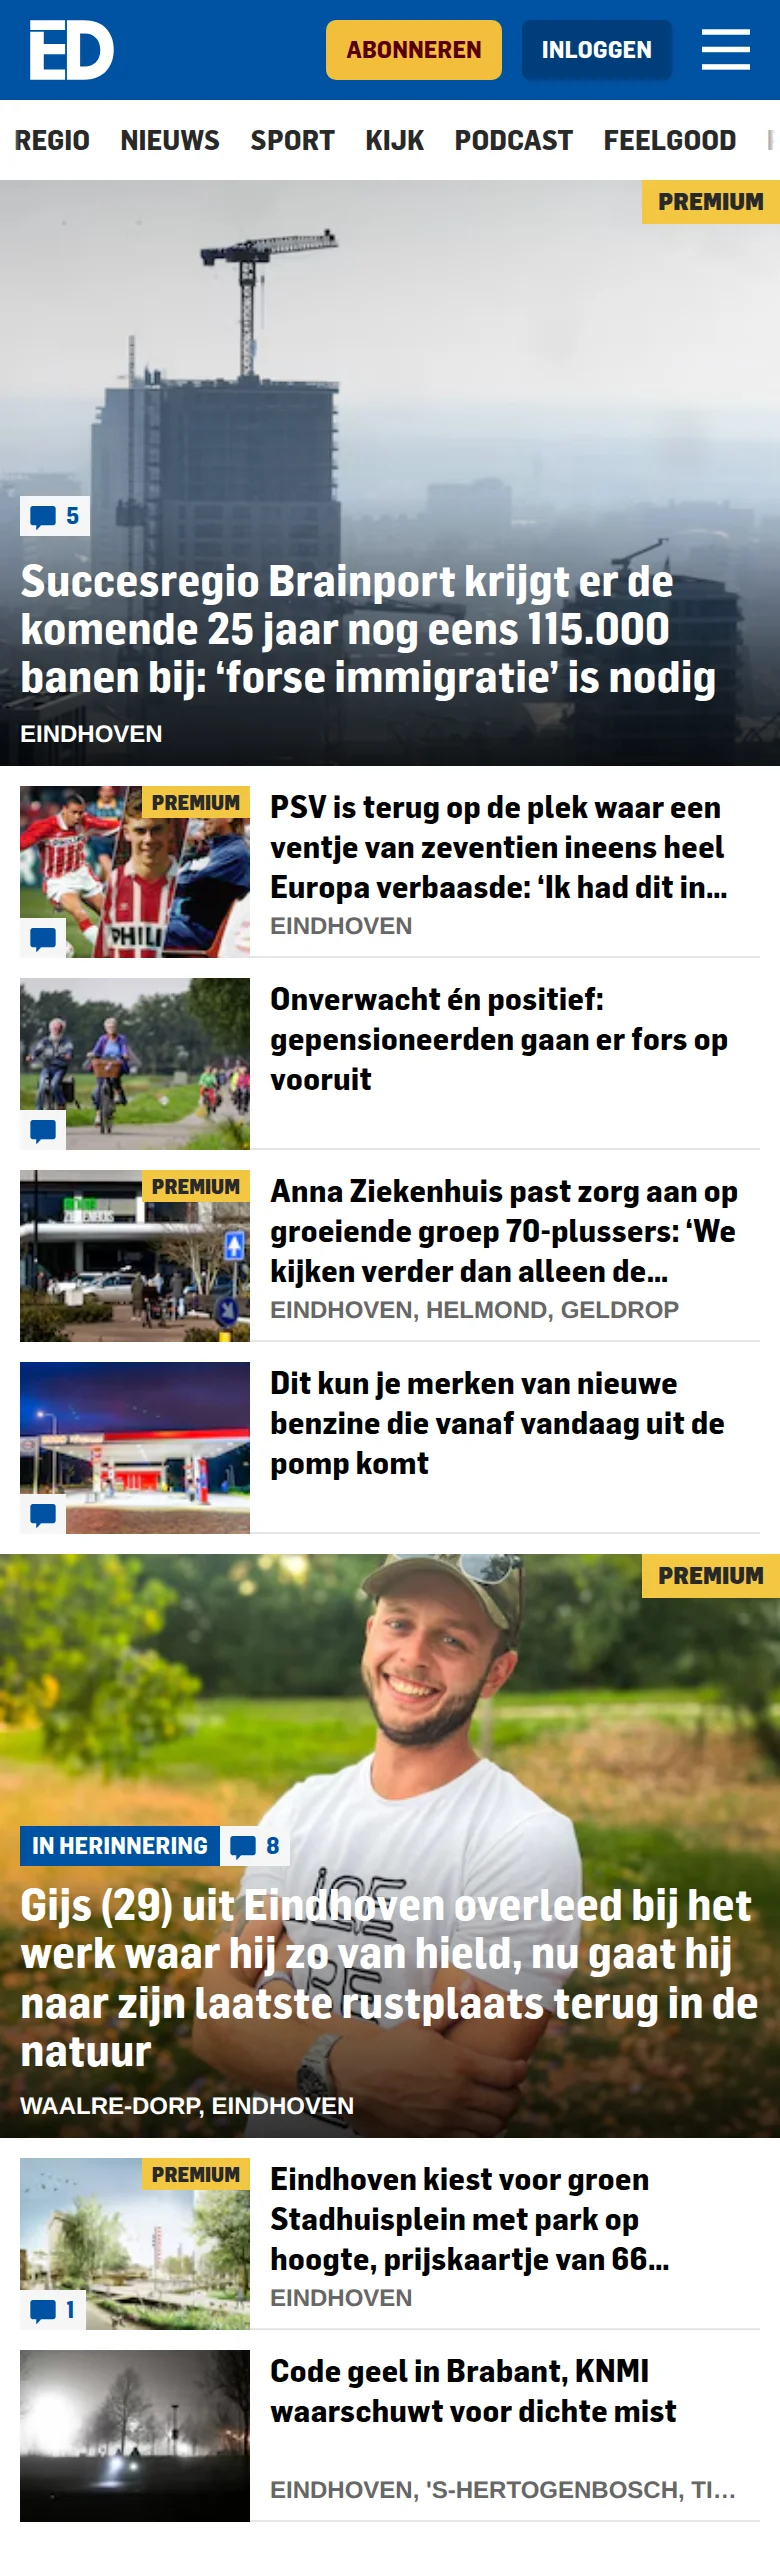 ED
ABONNEREN
INLOGGEN
REGIO NIEUWS SPORT KIJK PODCAST FEELGOOD
PREMIUM
5
Succesregio Brainport krijgt er de
komende 25 jaar nog eens 115.000
banen bij: ‘forse immigratie’ is nodig
EINDHOVEN
PREMIUM
PHILI
PSV is terug op de plek waar een
ventje van zeventien ineens heel
Europa verbaasde: ‘Ik had dit in...
EINDHOVEN
Onverwacht én positief:
gepensioneerden gaan er fors op
vooruit
PREMIUM
Anna Ziekenhuis past zorg aan op
groeiende groep 70-plussers: ‘We
kijken verder dan alleen de...
EINDHOVEN, HELMOND, GELDROP
Dit kun je merken van nieuwe
benzine die vanaf vandaag uit de
pomp komt
PREMIUM
IN HERINNERING
8
Gijs (29) uit Eindhoven overleed bij het
werk waar hij zo van hield, nu gaat hij
naar zijn laatste rustplaats terug in de
natuur
WAALRE-DORP, EINDHOVEN
PREMIUM
1
Eindhoven kiest voor groen
Stadhuisplein met park op
hoogte, prijskaartje van 66...
EINDHOVEN
Code geel in Brabant, KNMI
waarschuwt voor dichte mist
EINDHOVEN, 'S-HERTOGENBOSCH, TI...